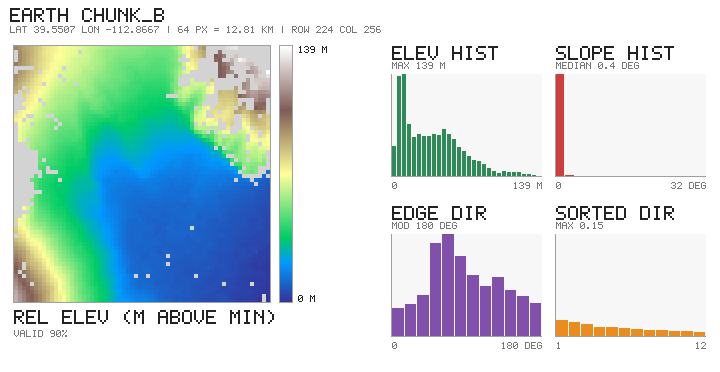 EARTH CHUNK_B
LAT 39.5507 LON -112.8667 | 64 PX = 12.81 KM | ROW 224 COL 256
139 M
0 M
REL ELEV (M ABOVE MIN)
VALID 90%
ELEV HIST
MAX 139 M
0
139 M
SLOPE HIST
MEDIAN 0.4 DEG
0
32 DEG
EDGE DIR
MOD 180 DEG
0
180 DEG
SORTED DIR
MAX 0.15
1
12